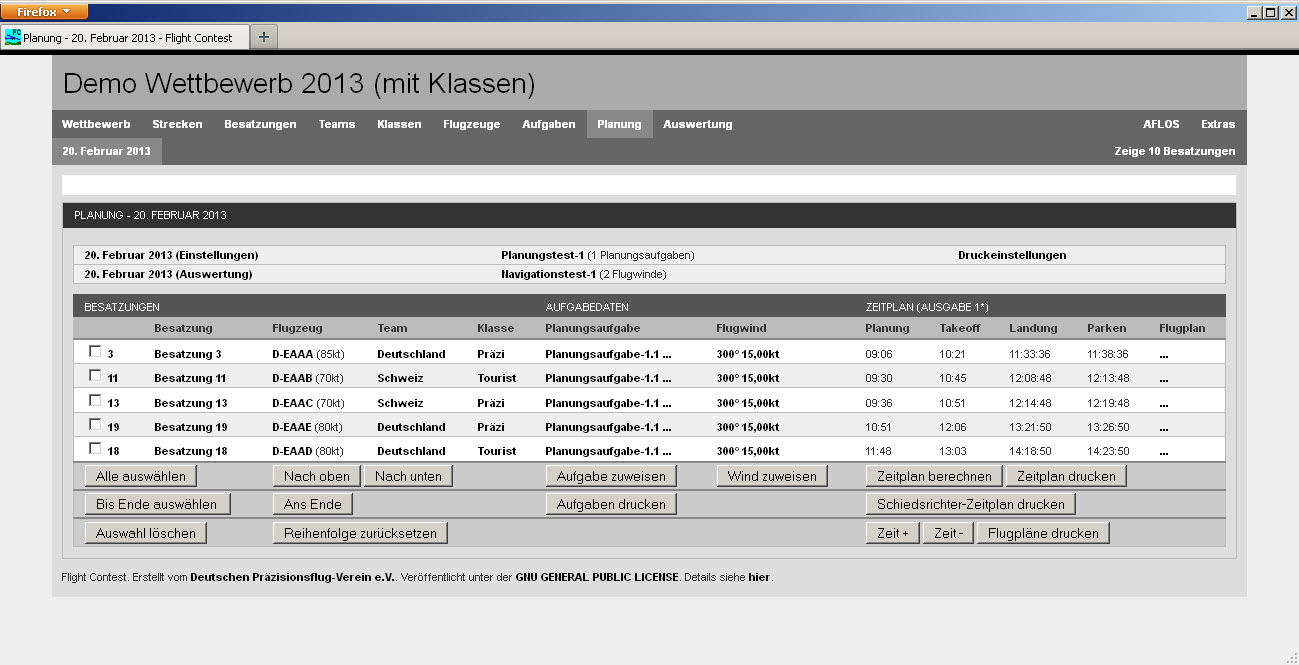 Firefox
Planung - 20. Februar 2013 - Flight Contest
Demo Wettbewerb 2013 (mit Klassen)
Wettbewerb Strecken Besatzungen Teams Klassen Flugzeuge Aufgaben Planung Auswertung AFLOS Extras
20. Februar 2013 Zeige 10 Besatzungen
PLANUNG - 20. FEBRUAR 2013
20. Februar 2013 (Einstellungen) Planungstest-1 (1 Planungsaufgaben) Druckeinstellungen
20. Februar 2013 (Auswertung) Navigationstest-1 (2 Flugwinde)
BESATZUNGEN AUFGABEDATEN ZEITPLAN (AUSGABE 1*)
Besatzung Flugzeug Team Klasse Planungsaufgabe Flugwind Planung Takeoff Landung Parken Flugplan
3 Besatzung 3 D-EAAA (85kt) Deutschland Präzi Planungsaufgabe-1.1 ... 300° 15,00kt 09:06 10:21 11:33:36 11:38:36 ...
11 Besatzung 11 D-EAAB (70kt) Schweiz Tourist Planungsaufgabe-1.1 ... 300° 15,00kt 09:30 10:45 12:08:48 12:13:48 ...
13 Besatzung 13 D-EAAC (70kt) Schweiz Präzi Planungsaufgabe-1.1 ... 300° 15,00kt 09:36 10:51 12:14:48 12:19:48 ...
19 Besatzung 19 D-EAAE (80kt) Deutschland Präzi Planungsaufgabe-1.1 ... 300° 15,00kt 10:51 12:06 13:21:50 13:26:50 ...
18 Besatzung 18 D-EAAD (80kt) Deutschland Tourist Planungsaufgabe-1.1 ... 300° 15,00kt 11:48 13:03 14:18:50 14:23:50 ...
Alle auswählen Nach oben Nach unten Aufgabe zuweisen Wind zuweisen Zeitplan berechnen Zeitplan drucken
Bis Ende auswählen Ans Ende Aufgaben drucken Schiedsrichter-Zeitplan drucken
Auswahl löschen Reihenfolge zurücksetzen Zeit + Zeit - Flugpläne drucken
Flight Contest. Erstellt vom Deutschen Präzisionsflug-Verein e.V.. Veröffentlicht unter der GNU GENERAL PUBLIC LICENSE. Details siehe hier.